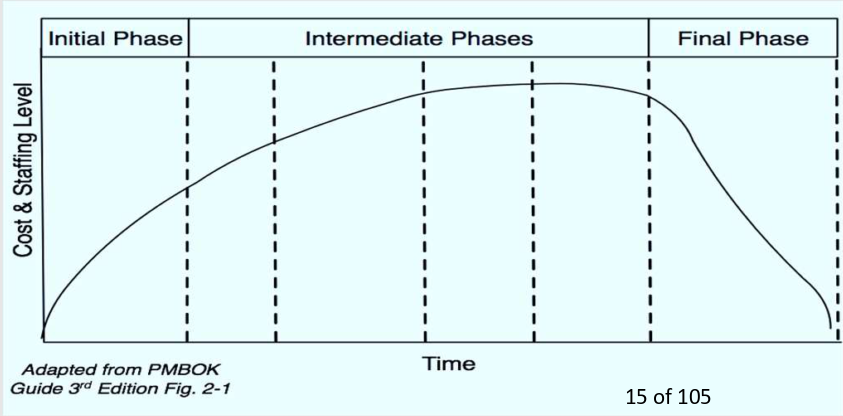 Initial Phase
Intermediate Phases
Final Phase
Cost & Staffing Level
Time
Adapted from PMBOK
Guide 3rd Edition Fig. 2-1
15 of 105